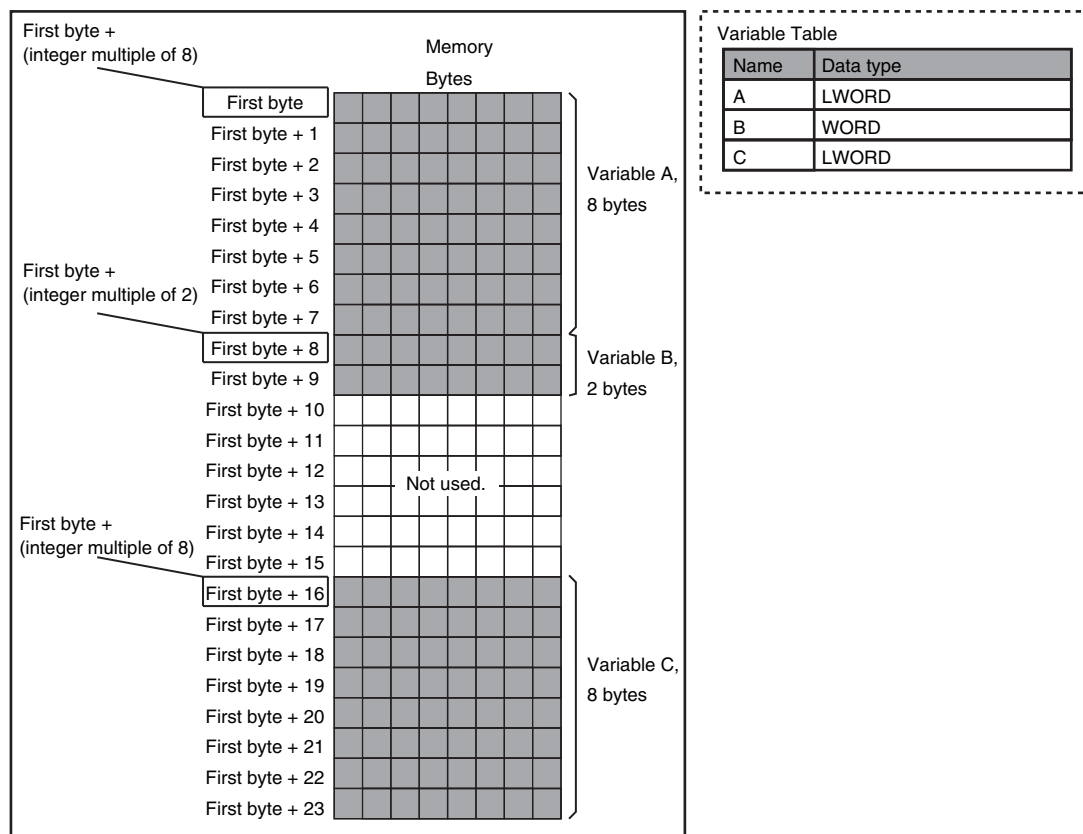 First byte +
(integer multiple of 8)
Memory
Bytes
First byte
First byte + 1
First byte + 2
First byte + 3
First byte + 4
First byte + 5
First byte + 6
First byte + 7
Variable A,
8 bytes
First byte +
(integer multiple of 2)
First byte + 8
First byte + 9
Variable B,
2 bytes
First byte + 10
First byte + 11
First byte + 12
First byte + 13
First byte + 14
First byte + 15
Not used.
First byte +
(integer multiple of 8)
First byte + 16
First byte + 17
First byte + 18
First byte + 19
First byte + 20
First byte + 21
First byte + 22
First byte + 23
Variable C,
8 bytes
Variable Table
Name Data type
A LWORD
B WORD
C LWORD